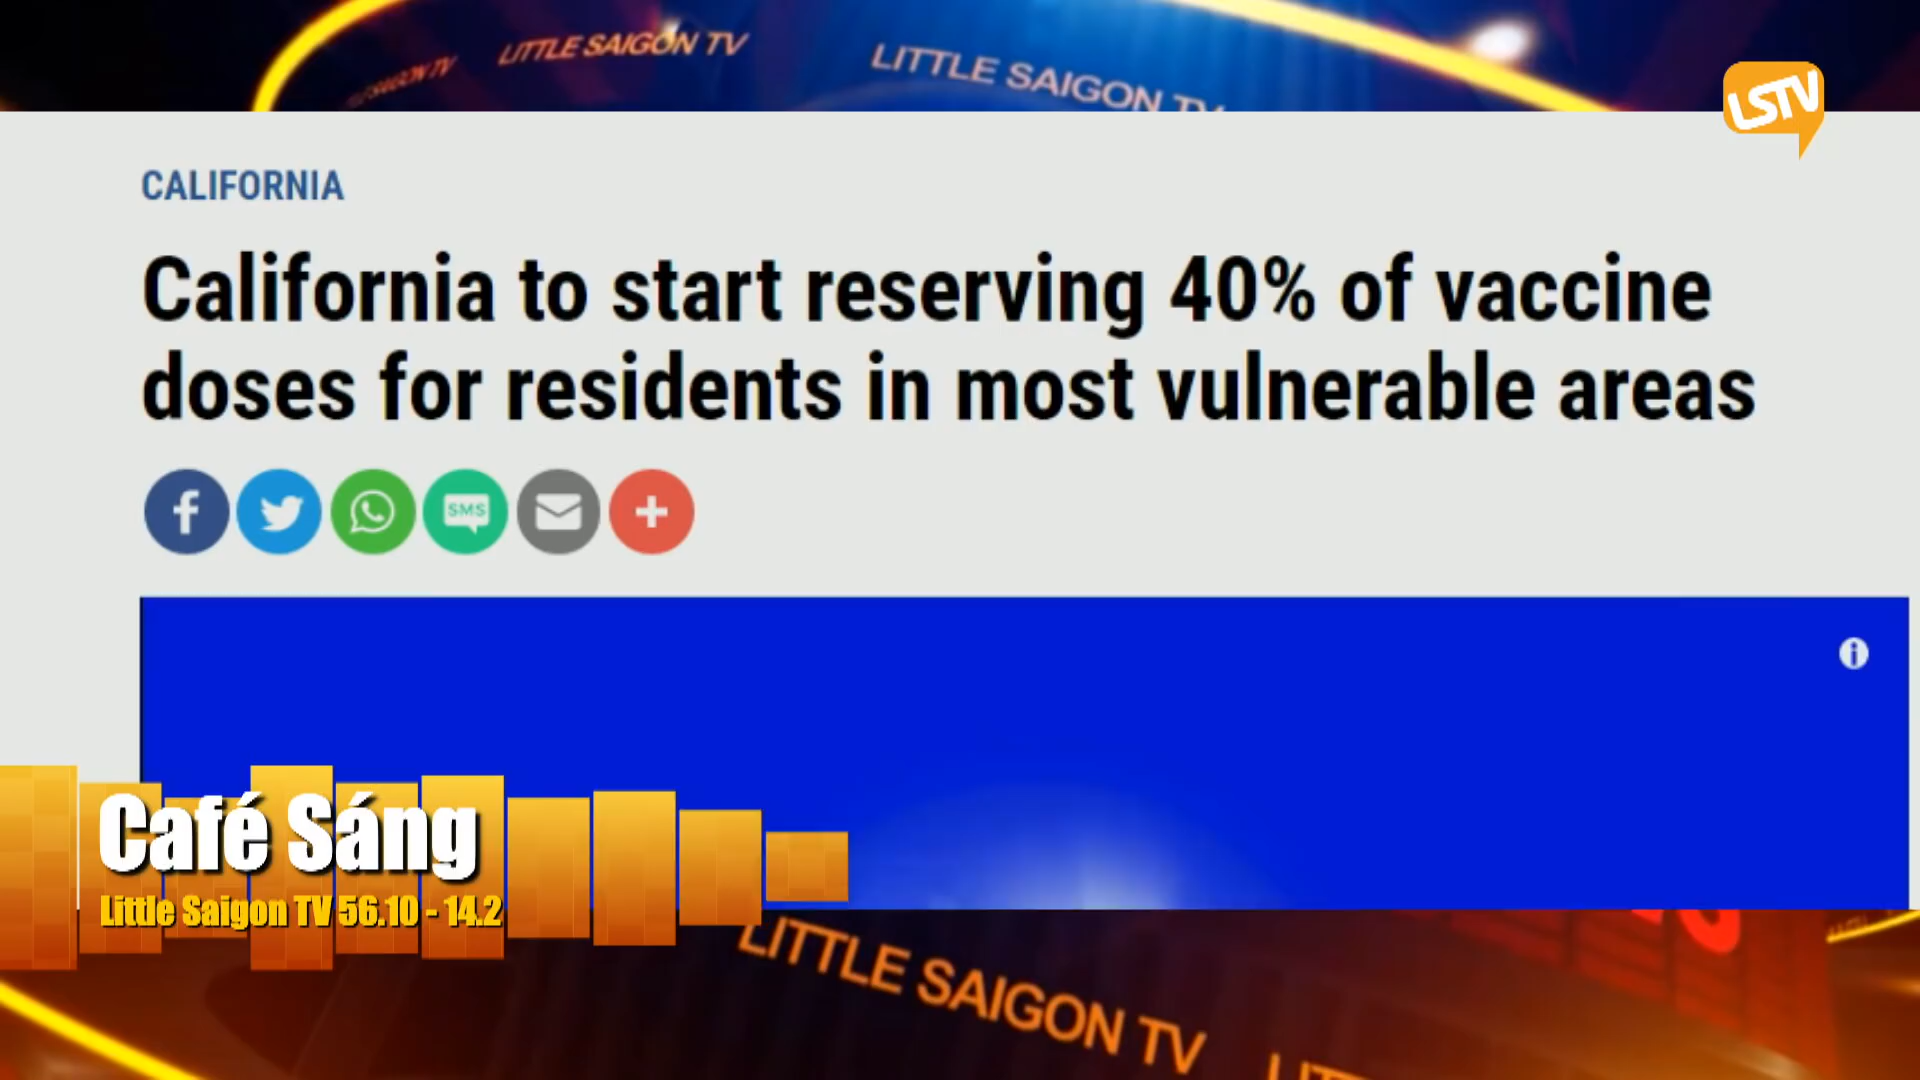 LITTLE SAIGON TV
LITTLE SAIGON TV
LSTV
CALIFORNIA
California to start reserving 40% of vaccine
doses for residents in most vulnerable areas
SMS
Café Sáng
Little Saigon TV 56.10 - 14.2
LITTLE SAIGON TV